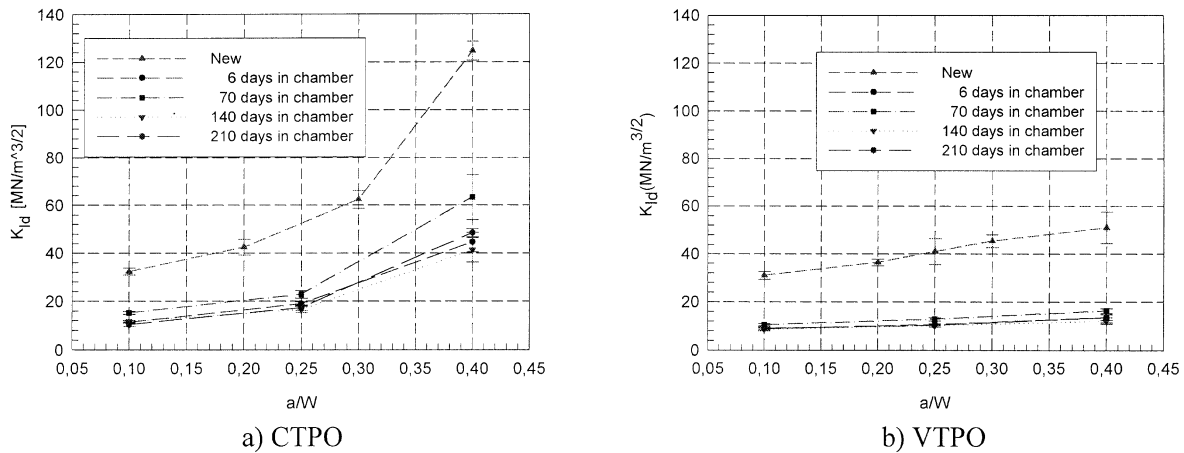 140
120
100
80
60
40
20
0
K_Id [MN/m^3/2]
New
6 days in chamber
70 days in chamber
140 days in chamber
210 days in chamber
0,05 0,10 0,15 0,20 0,25 0,30 0,35 0,40 0,45
a/W
a) CTPO
140
120
100
80
60
40
20
0
K_Id(MN/m^3/2)
New
6 days in chamber
70 days in chamber
140 days in chamber
210 days in chamber
0,05 0,10 0,15 0,20 0,25 0,30 0,35 0,40 0,45
a/W
b) VTPO